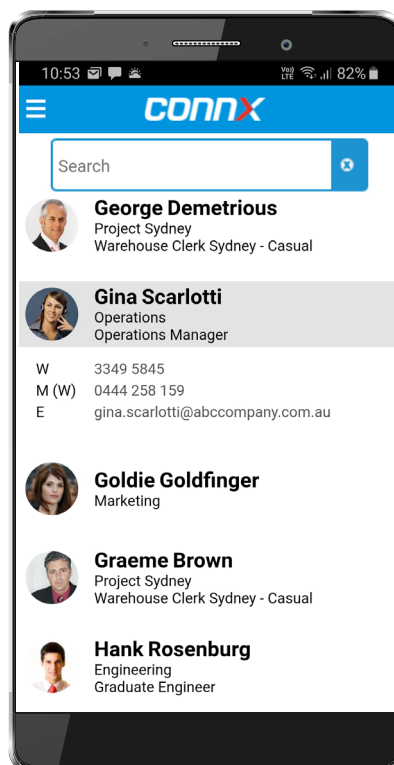 10:53
Vo)) LTE 82%
CONNX
Search
George Demetrious
Project Sydney
Warehouse Clerk Sydney - Casual
Gina Scarlotti
Operations
Operations Manager
W 3349 5845
M (W) 0444 258 159
E gina.scarlotti@abccompany.com.au
Goldie Goldfinger
Marketing
Graeme Brown
Project Sydney
Warehouse Clerk Sydney - Casual
Hank Rosenburg
Engineering
Graduate Engineer